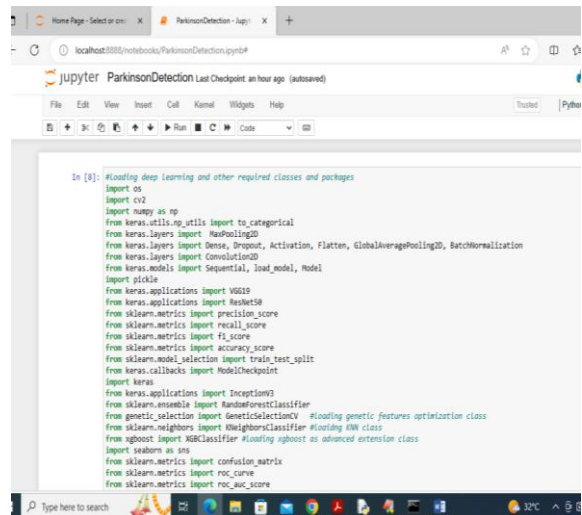 Home Page - Select or cre
ParkinsonDetection - Jupyt
localhost:8888/notebooks/ParkinsonDetection.ipynb#
jupyter ParkinsonDetection Last Checkpoint: an hour ago (autosaved)
File Edit View Insert Cell Kernel Widgets Help
Trusted
Python
Run
Code
In [8]: #loading deep learning and other required classes and packages
import os
import cv2
import numpy as np
from keras.utils.np_utils import to_categorical
from keras.layers import MaxPooling2D
from keras.layers import Dense, Dropout, Activation, Flatten, GlobalAveragePooling2D, BatchNormalization
from keras.layers import Convolution2D
from keras.models import Sequential, load_model, Model
import pickle
from keras.applications import VGG19
from keras.applications import ResNet50
from sklearn.metrics import precision_score
from sklearn.metrics import recall_score
from sklearn.metrics import f1_score
from sklearn.metrics import accuracy_score
from sklearn.model_selection import train_test_split
from keras.callbacks import ModelCheckpoint
import keras
from keras.applications import InceptionV3
from sklearn.ensemble import RandomForestClassifier
from genetic_selection import GeneticSelectionCV #loading genetic features optimization class
from sklearn.neighbors import KNeighborsClassifier #loaidng KNN class
from xgboost import XGBClassifier #loading xgboost as advanced extension class
import seaborn as sns
from sklearn.metrics import confusion_matrix
from sklearn.metrics import roc_curve
from sklearn.metrics import roc_auc_score
Type here to search
32°C